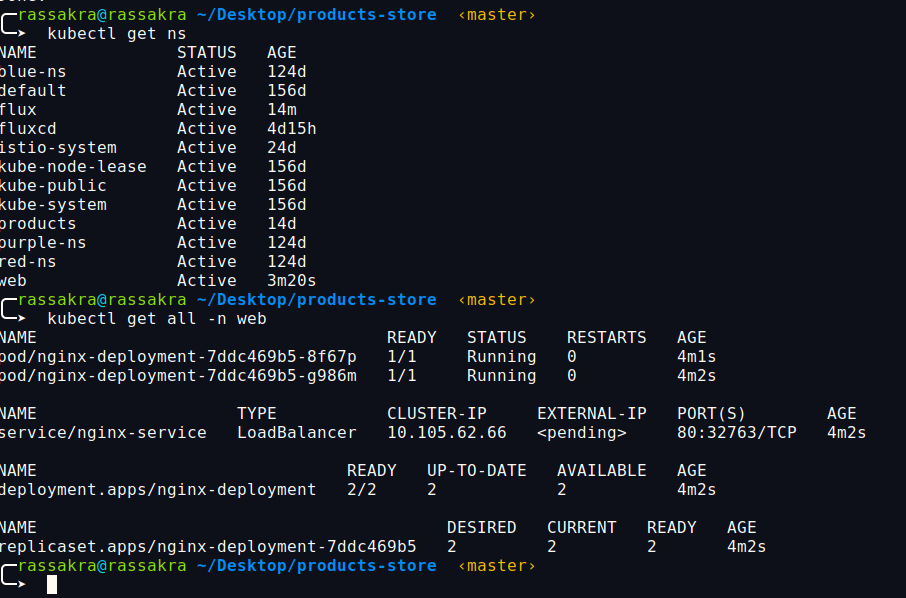 rassakra@rassakra ~/Desktop/products-store ‹master›
➤ kubectl get ns
NAME STATUS AGE
blue-ns Active 124d
default Active 156d
flux Active 14m
fluxcd Active 4d15h
istio-system Active 24d
kube-node-lease Active 156d
kube-public Active 156d
kube-system Active 156d
products Active 14d
purple-ns Active 124d
red-ns Active 124d
web Active 3m20s
rassakra@rassakra ~/Desktop/products-store ‹master›
➤ kubectl get all -n web
NAME READY STATUS RESTARTS AGE
pod/nginx-deployment-7ddc469b5-8f67p 1/1 Running 0 4m1s
pod/nginx-deployment-7ddc469b5-g986m 1/1 Running 0 4m2s
NAME TYPE CLUSTER-IP EXTERNAL-IP PORT(S) AGE
service/nginx-service LoadBalancer 10.105.62.66 <pending> 80:32763/TCP 4m2s
NAME READY UP-TO-DATE AVAILABLE AGE
deployment.apps/nginx-deployment 2/2 2 2 4m2s
NAME DESIRED CURRENT READY AGE
replicaset.apps/nginx-deployment-7ddc469b5 2 2 2 4m2s
rassakra@rassakra ~/Desktop/products-store ‹master›
➤